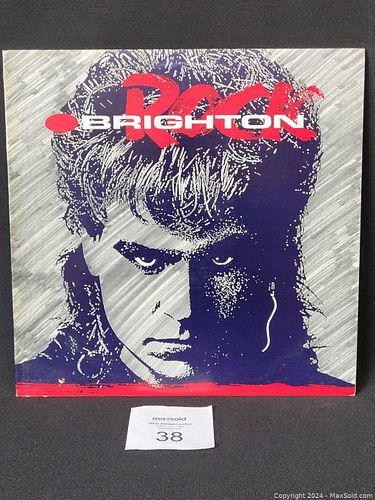 ROCK
BRIGHTON
maxsold
38
Copyright © 2024 - MaxSold.com